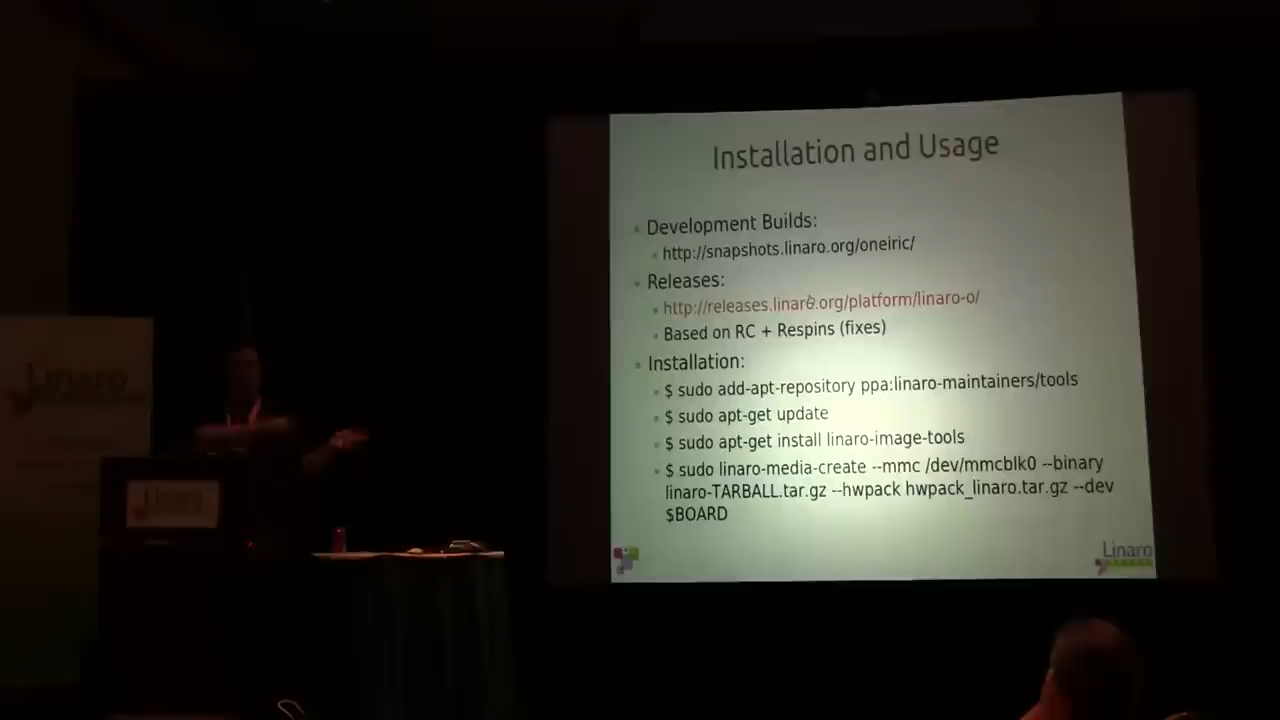 Installation and Usage
Development Builds:
http://snapshots.linaro.org/oneiric/
Releases:
http://releases.linaro.org/platform/linaro-o/
Based on RC + Respins (fixes)
Installation:
$ sudo add-apt-repository ppa:linaro-maintainers/tools
$ sudo apt-get update
$ sudo apt-get install linaro-image-tools
$ sudo linaro-media-create --mmc /dev/mmcblk0 --binary
linaro-TARBALL.tar.gz --hwpack hwpack_linaro.tar.gz --dev
$BOARD
Linaro
Linaro
Linaro